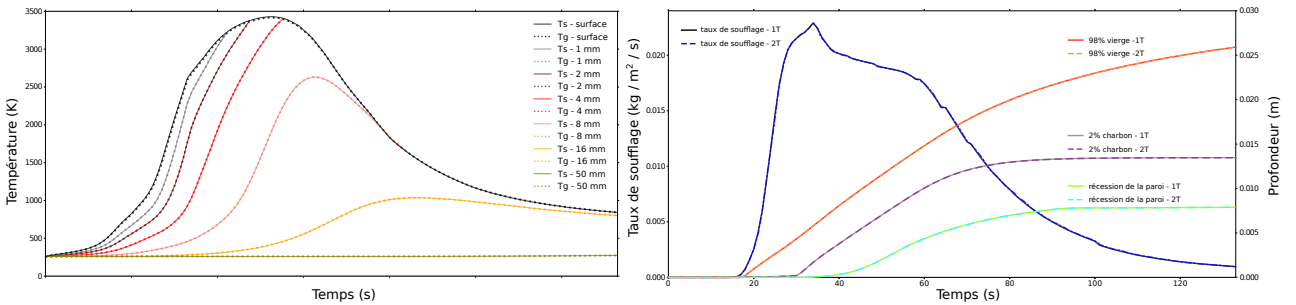 3500
3000
2500
2000
1500
1000
500
0
Température (K)
Temps (s)
Ts - surface
Tg - surface
Ts - 1 mm
Tg - 1 mm
Ts - 2 mm
Tg - 2 mm
Ts - 4 mm
Tg - 4 mm
Ts - 8 mm
Tg - 8 mm
Ts - 16 mm
Tg - 16 mm
Ts - 50 mm
Tg - 50 mm
Taux de soufflage (kg / m² / s)
0.020
0.015
0.010
0.005
0.000
taux de soufflage - 1T
taux de soufflage - 2T
98% vierge -1T
98% vierge -2T
2% charbon - 1T
2% charbon - 2T
récession de la paroi - 1T
récession de la paroi - 2T
0 20 40 60 80 100 120
Temps (s)
0.030
0.025
0.020
0.015
0.010
0.005
0.000
Profondeur (m)